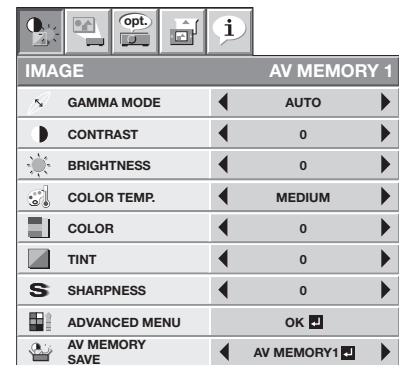 opt.
i
IMAGE AV MEMORY 1
GAMMA MODE AUTO
CONTRAST 0
BRIGHTNESS 0
COLOR TEMP. MEDIUM
COLOR 0
TINT 0
S SHARPNESS 0
ADVANCED MENU OK
AV MEMORY
SAVE AV MEMORY1